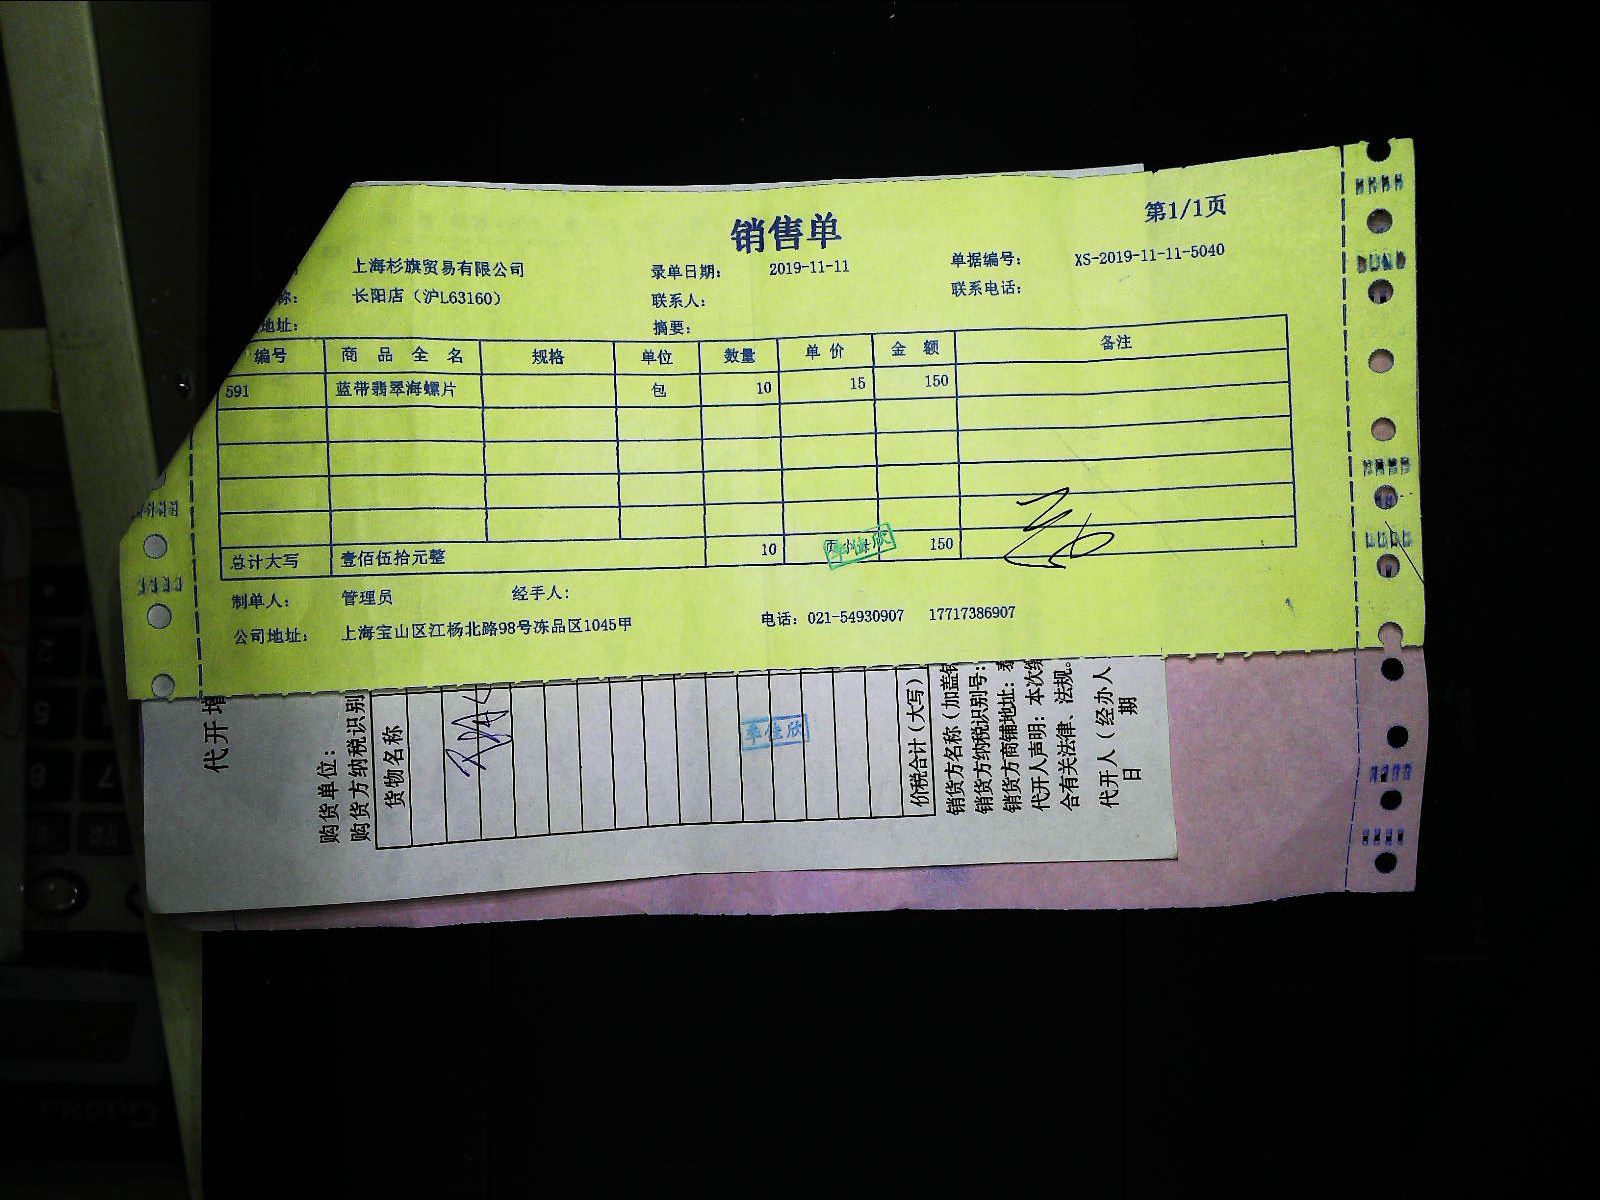 销售单
第1/1页
上海杉旗贸易有限公司 录单日期： 2019-11-11 单据编号： XS-2019-11-11-5040
称： 长阳店（沪L63160） 联系人： 联系电话：
地址： 摘要：
编号 商 品 全 名 规格 单位 数量 单 价 金 额 备注
591 蓝带翡翠海螺片 包 10 15 150
总计大写 壹佰伍拾元整 10 150
制单人： 管理员 经手人：
公司地址： 上海宝山区江杨北路98号冻品区1045甲 电话：021-54930907 17717386907
代开增
购货单位：
购货方纳税识别
货物名称
价税合计（大写）
销货方名称（加盖
销货方纳税识别号：
销货方商铺地址：
代开人声明：本次
含有关法律、法规。
代开人（经办人
日 期